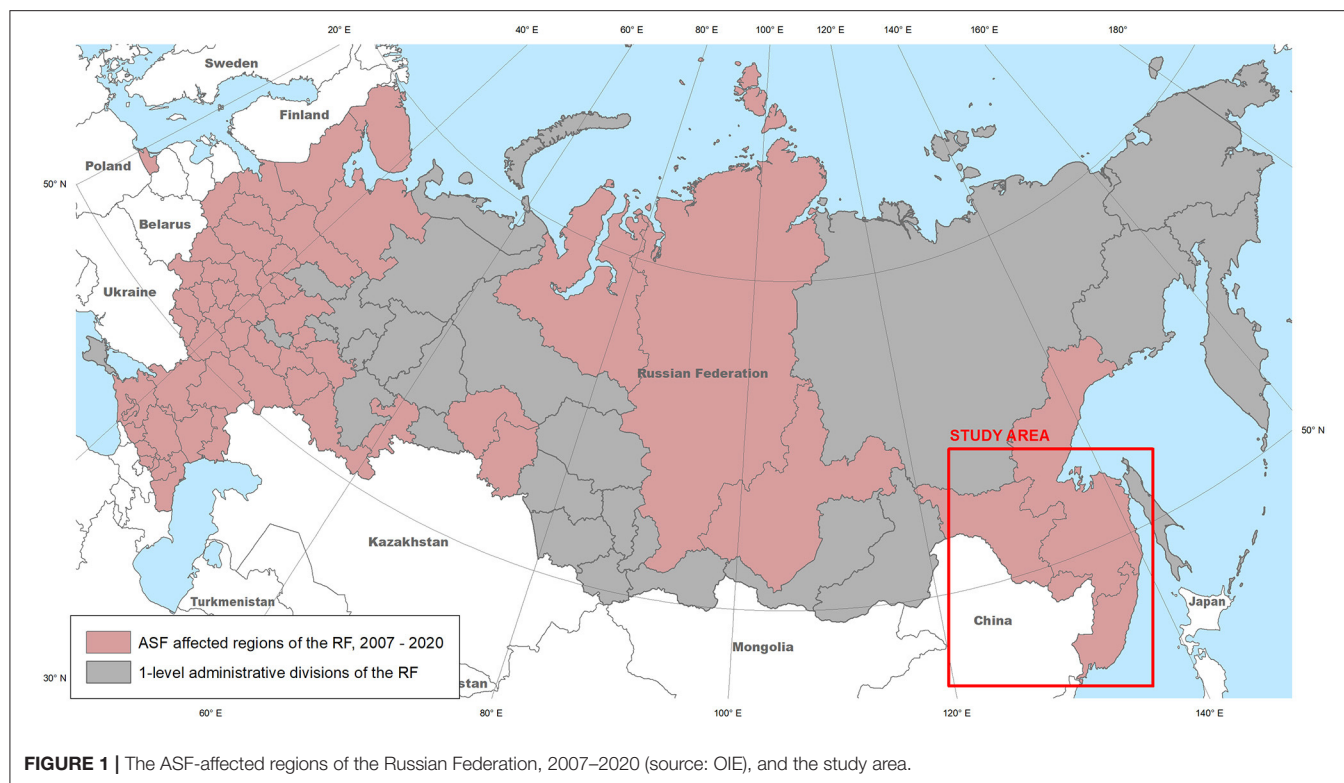 20° E 40° E 60° E 80° E 100° E 120° E 140° E 160° E 180°
Sweden
Finland
Poland
50° N
Belarus
Ukraine
Russian Federation
STUDY AREA
50° N
Kazakhstan
Turkmenistan
Japan
China
Mongolia
ASF affected regions of the RF, 2007 - 2020
1-level administrative divisions of the RF
stan
30° N
60° E 80° E 100° E 120° E 140° E
FIGURE 1 | The ASF-affected regions of the Russian Federation, 2007–2020 (source: OIE), and the study area.